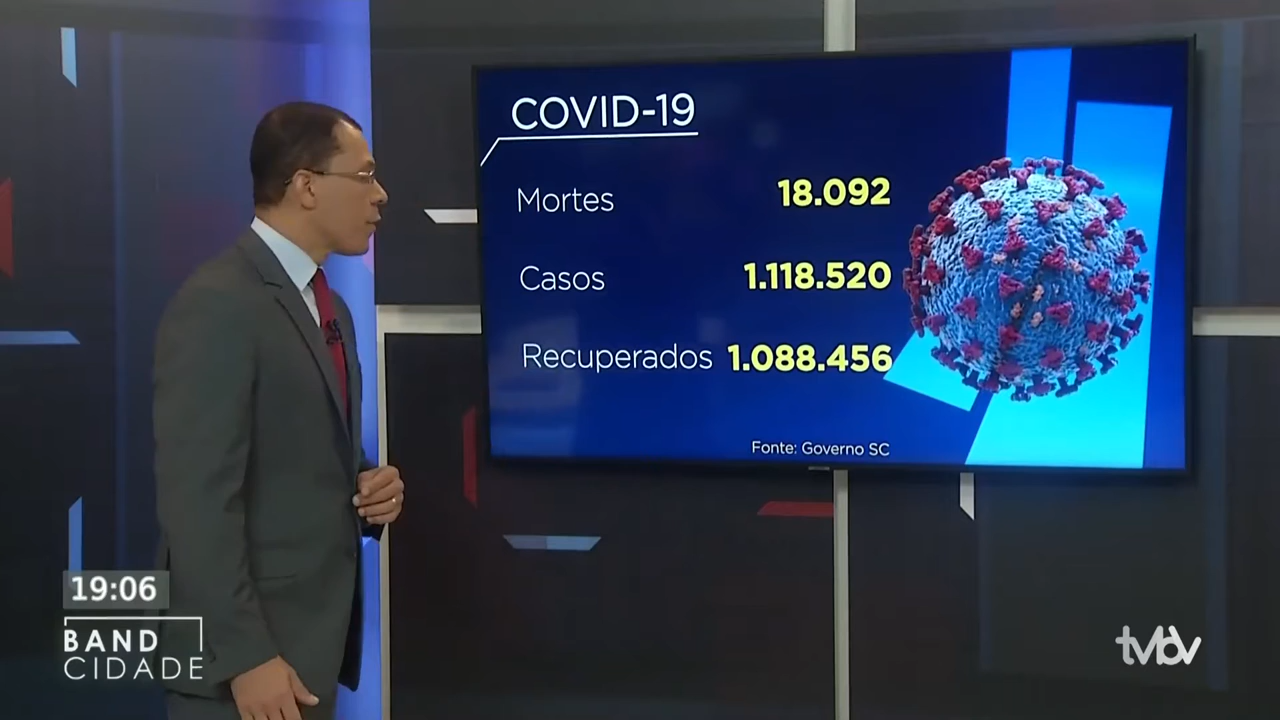 COVID-19
Mortes 18.092
Casos 1.118.520
Recuperados 1.088.456
Fonte: Governo SC
19:06
BAND
CIDADE
tvbv